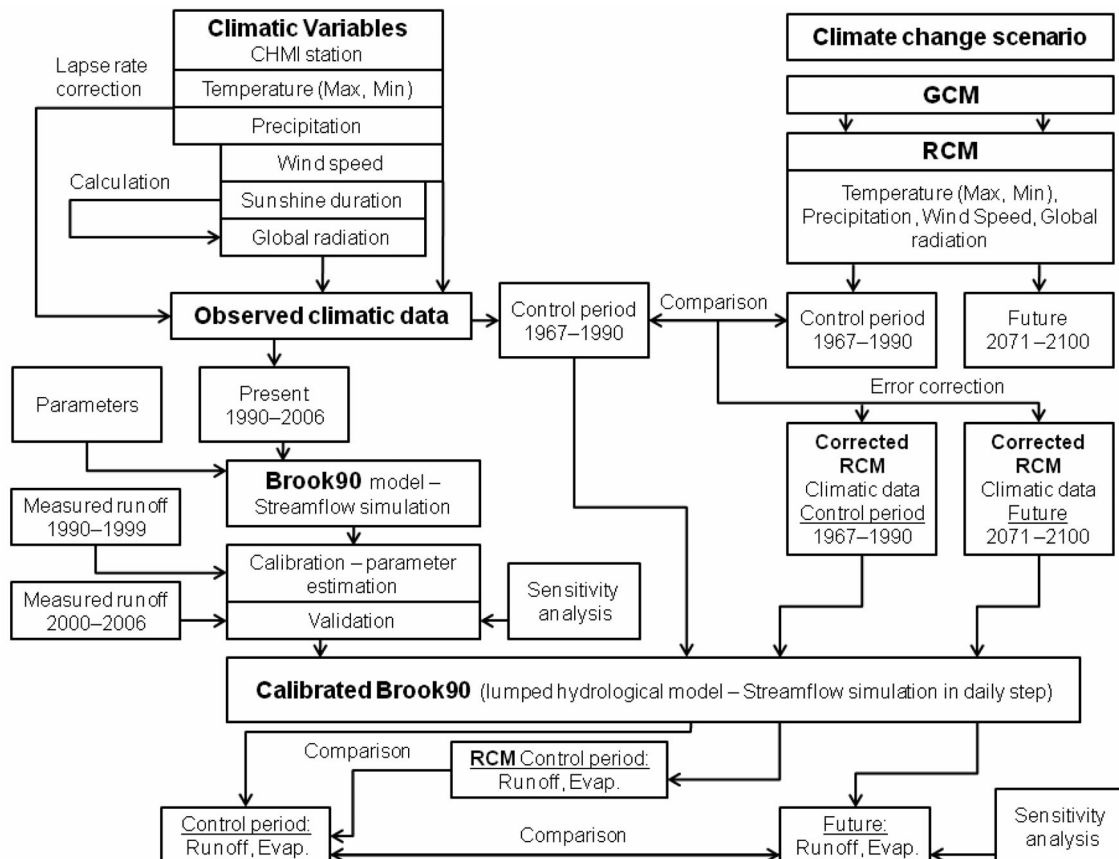 Climatic Variables
CHMI station
Lapse rate
correction
Temperature (Max, Min)
Precipitation
Wind speed
Calculation
Sunshine duration
Global radiation
Observed climatic data
Climate change scenario
GCM
RCM
Temperature (Max, Min),
Precipitation, Wind Speed, Global
radiation
Control period
1967–1990
Comparison
Control period
1967–1990
Future
2071–2100
Error correction
Parameters
Present
1990–2006
Corrected
RCM
Climatic data
Control period
1967–1990
Corrected
RCM
Climatic data
Future
2071–2100
Brook90 model –
Streamflow simulation
Measured runoff
1990–1999
Calibration – parameter
estimation
Measured runoff
2000–2006
Validation
Sensitivity
analysis
Calibrated Brook90 (lumped hydrological model – Streamflow simulation in daily step)
Comparison
RCM Control period:
Runoff, Evap.
Control period:
Runoff, Evap.
Comparison
Future:
Runoff, Evap.
Sensitivity
analysis